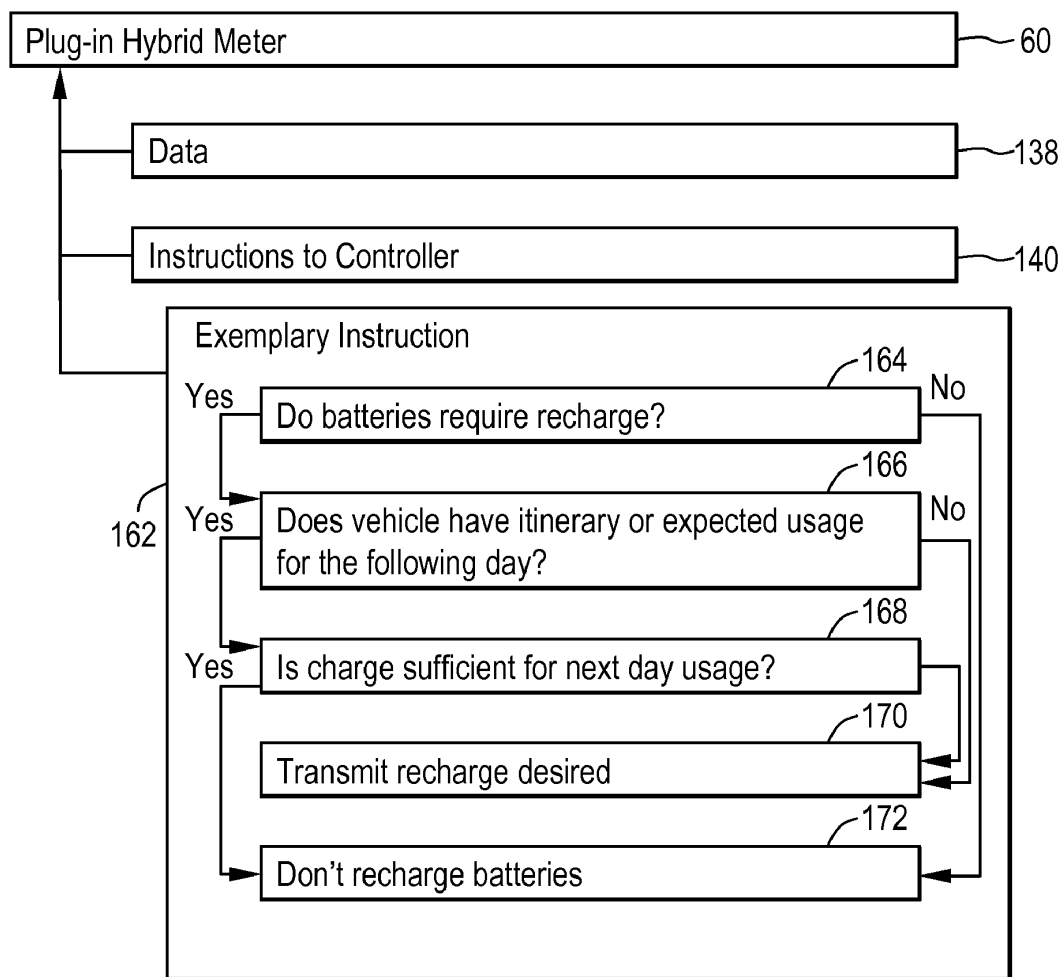 Plug-in Hybrid Meter
60
Data
138
Instructions to Controller
140
Exemplary Instruction
164
Yes
No
Do batteries require recharge?
166
162
Yes
No
Does vehicle have itinerary or expected usage
for the following day?
168
Yes
Is charge sufficient for next day usage?
170
Transmit recharge desired
172
Don't recharge batteries